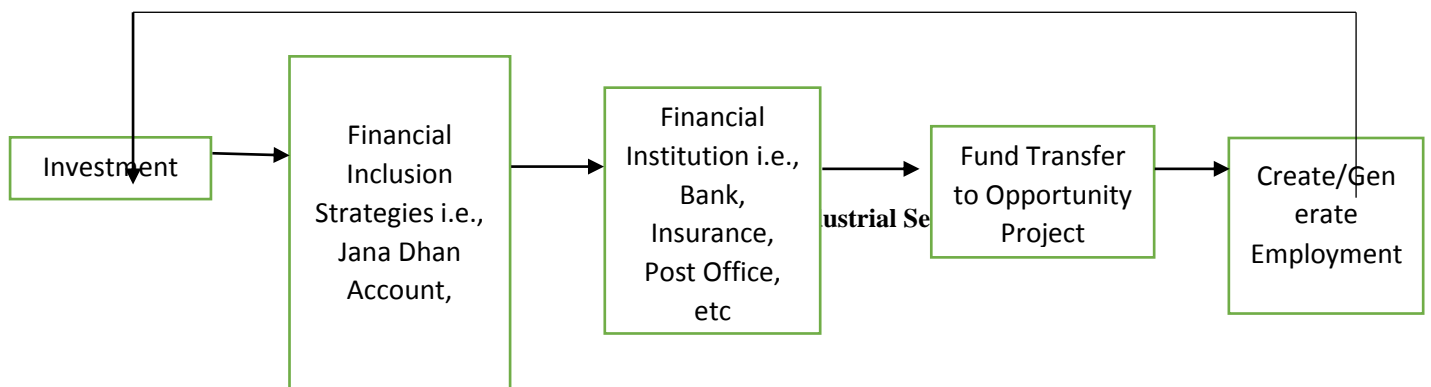 Investment
Financial
Inclusion
Strategies i.e.,
Jana Dhan
Account,
Financial
Institution i.e.,
Bank,
Insurance,
Post Office,
etc
Fund Transfer
to Opportunity
Project
Create/Gen
erate
Employment